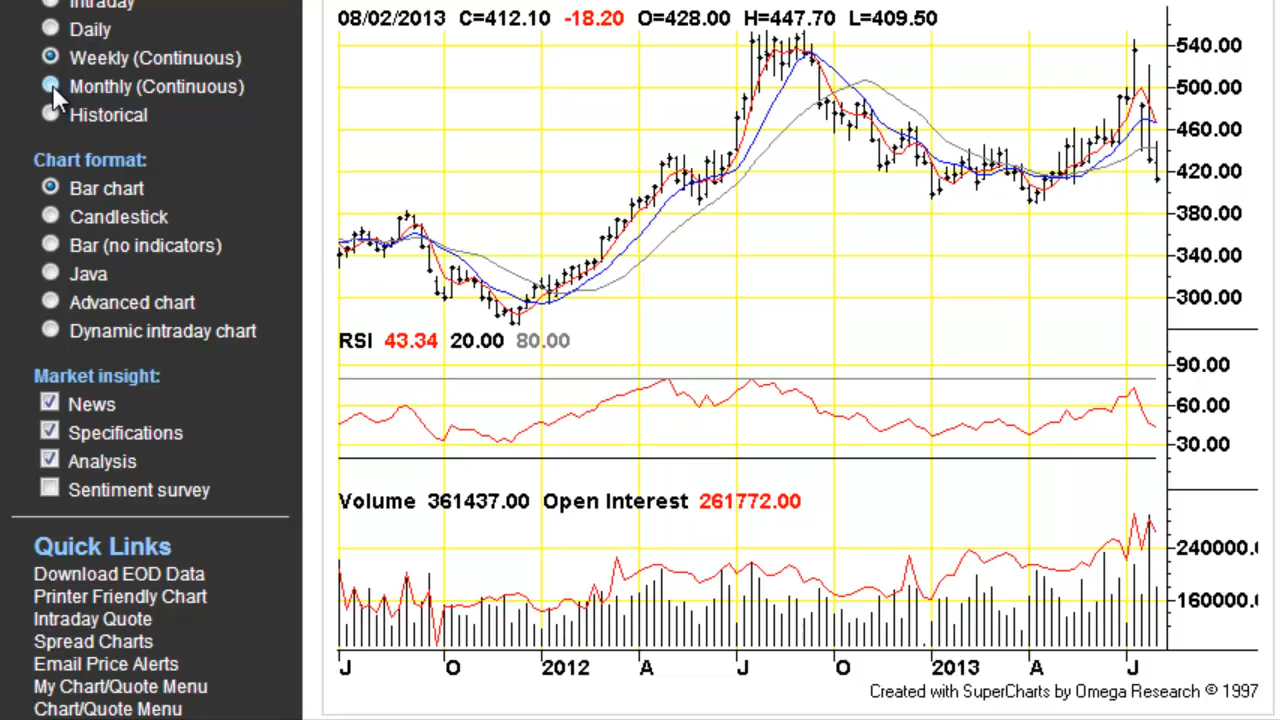 Intraday
Daily
Weekly (Continuous)
Monthly (Continuous)
Historical
Chart format:
Bar chart
Candlestick
Bar (no indicators)
Java
Advanced chart
Dynamic intraday chart
Market insight:
News
Specifications
Analysis
Sentiment survey
Quick Links
Download EOD Data
Printer Friendly Chart
Intraday Quote
Spread Charts
Email Price Alerts
My Chart/Quote Menu
Chart/Quote Menu
08/02/2013 C=412.10 -18.20 O=428.00 H=447.70 L=409.50
540.00
500.00
460.00
420.00
380.00
340.00
300.00
RSI 43.34 20.00 80.00
90.00
60.00
30.00
Volume 361437.00 Open Interest 261772.00
240000.
160000.
J O 2012 A J O 2013 A J
Created with SuperCharts by Omega Research © 1997